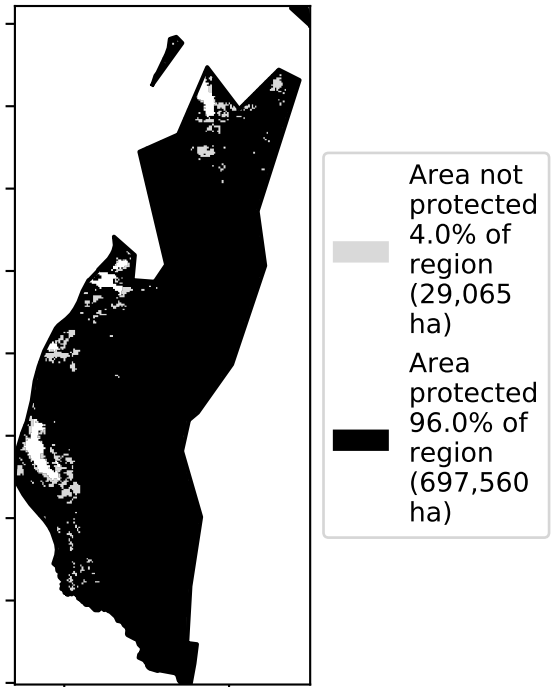 Area not
protected
4.0% of
region
(29,065
ha)
Area
protected
96.0% of
region
(697,560
ha)